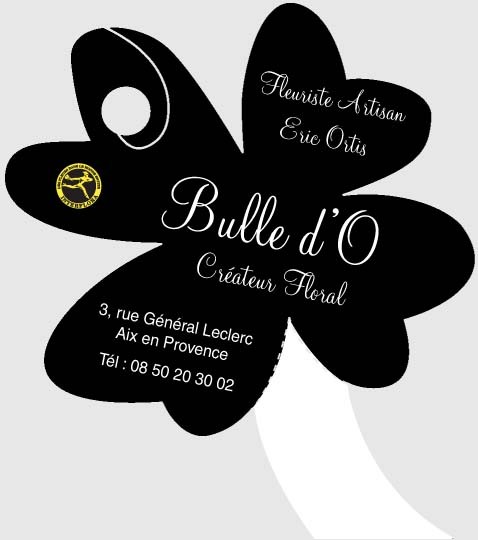 Fleuriste Artisan
Eric Ortis
INTERFLORA
Bulle d'O
Créateur Floral
3, rue Général Leclerc
Aix en Provence
Tél : 08 50 20 30 02